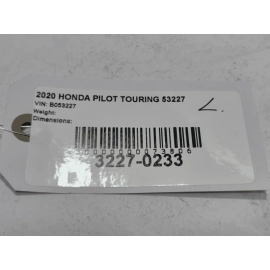 2020 HONDA PILOT TOURING 53227
VIN: B053227
Weight:
Dimensions:
3227-0233